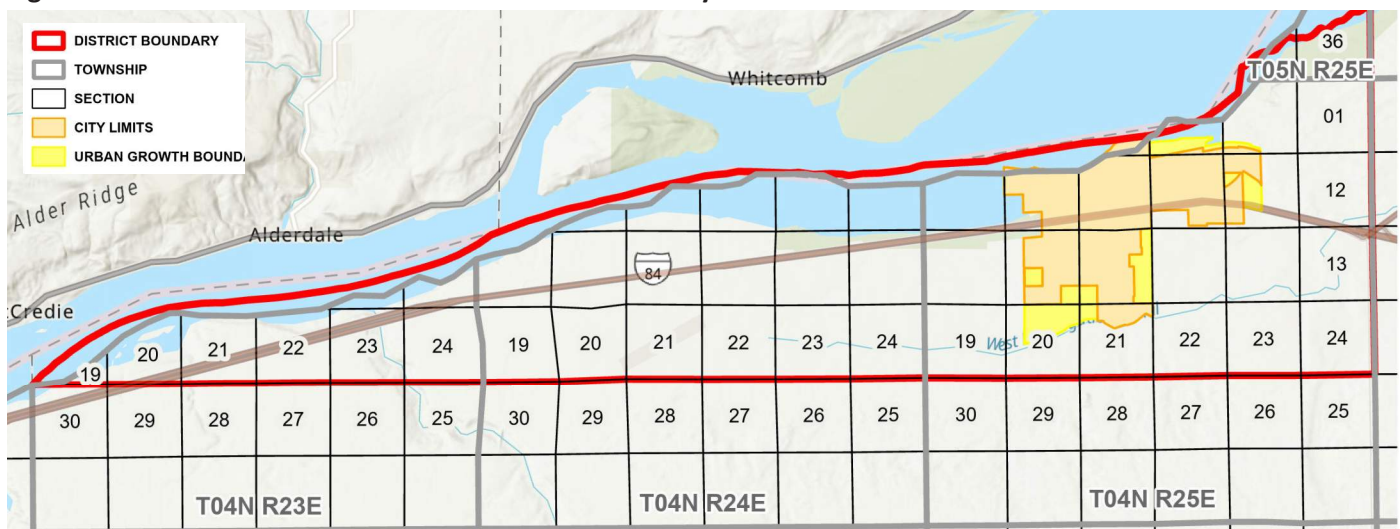 DISTRICT BOUNDARY
TOWNSHIP
SECTION
CITY LIMITS
URBAN GROWTH BOUNDA
36
T05N R25E
Whitcomb
01
12
Alder Ridge
Alderdale
84
13
Credie
20 21 22 23 24 19 20 21 22 23 24 19 West 20 21 22 23 24
19
30 29 28 27 26 25 30 29 28 27 26 25 30 29 28 27 26 25
T04N R23E
T04N R24E
T04N R25E